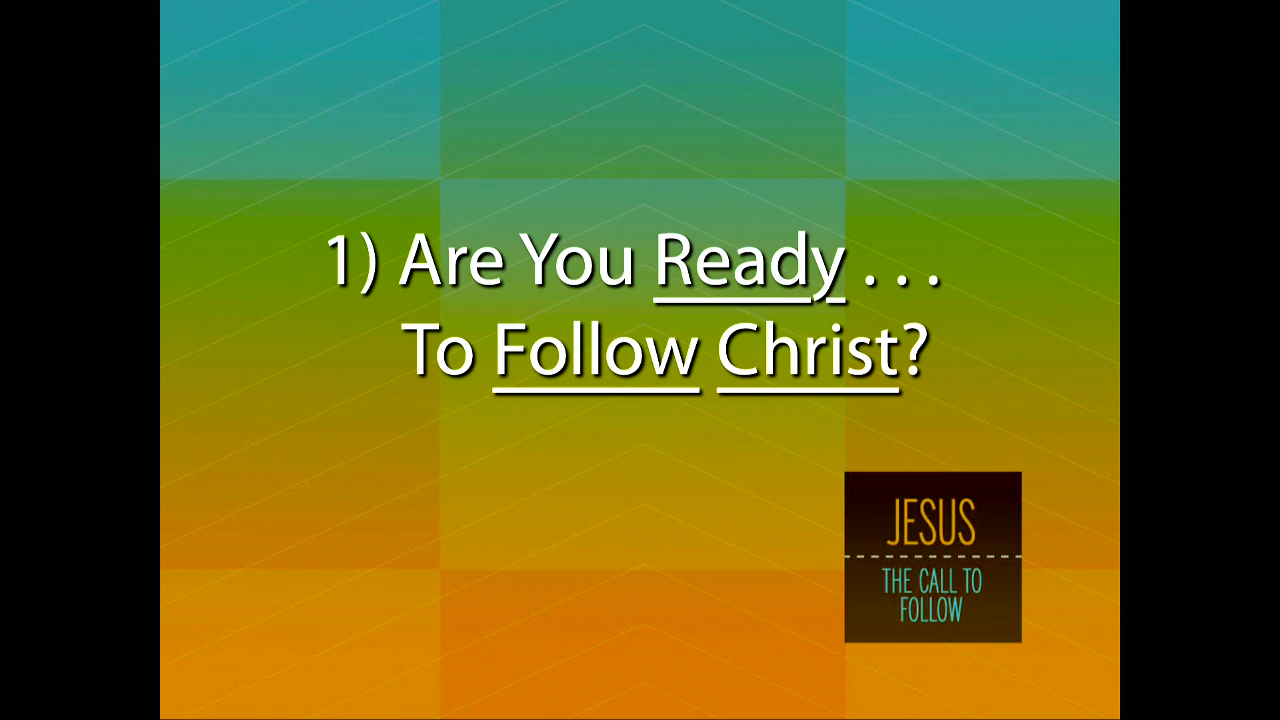 1) Are You Ready . . .
To Follow Christ?
JESUS
THE CALL TO
FOLLOW